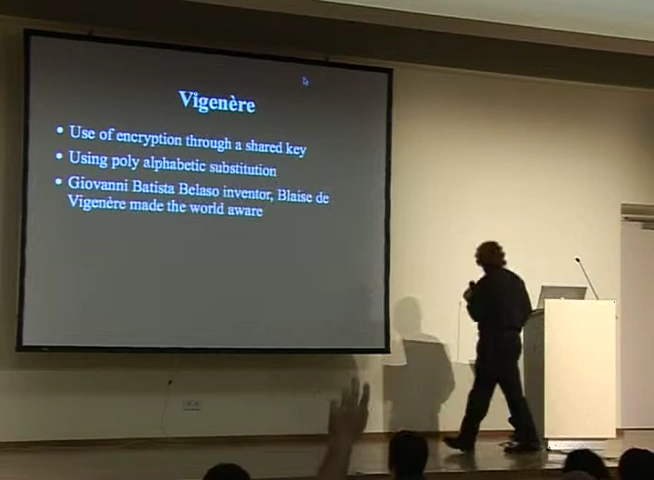 Vigenère
• Use of encryption through a shared key
• Using poly alphabetic substitution
• Giovanni Batista Belaso inventor, Blaise de
Vigenère made the world aware